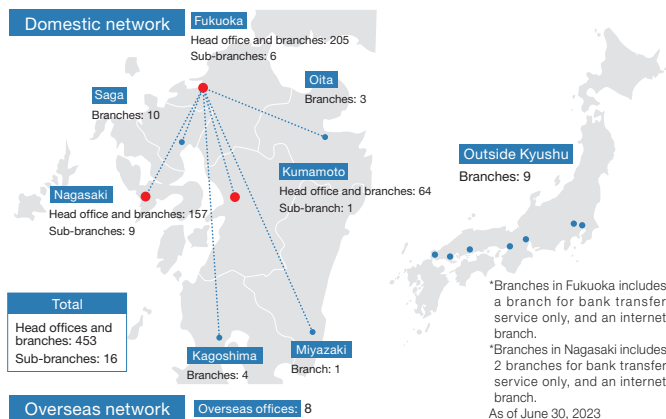 Domestic network
Fukuoka
Head office and branches: 205
Sub-branches: 6
Oita
Branches: 3
Saga
Branches: 10
Outside Kyushu
Branches: 9
Kumamoto
Head office and branches: 64
Sub-branch: 1
Nagasaki
Head office and branches: 157
Sub-branches: 9
Total
Head offices and
branches: 453
Sub-branches: 16
Kagoshima
Branches: 4
Miyazaki
Branch: 1
*Branches in Fukuoka includes
a branch for bank transfer
service only, and an internet
branch.
*Branches in Nagasaki includes
2 branches for bank transfer
service only, and an internet
branch.
As of June 30, 2023
Overseas network
Overseas offices: 8